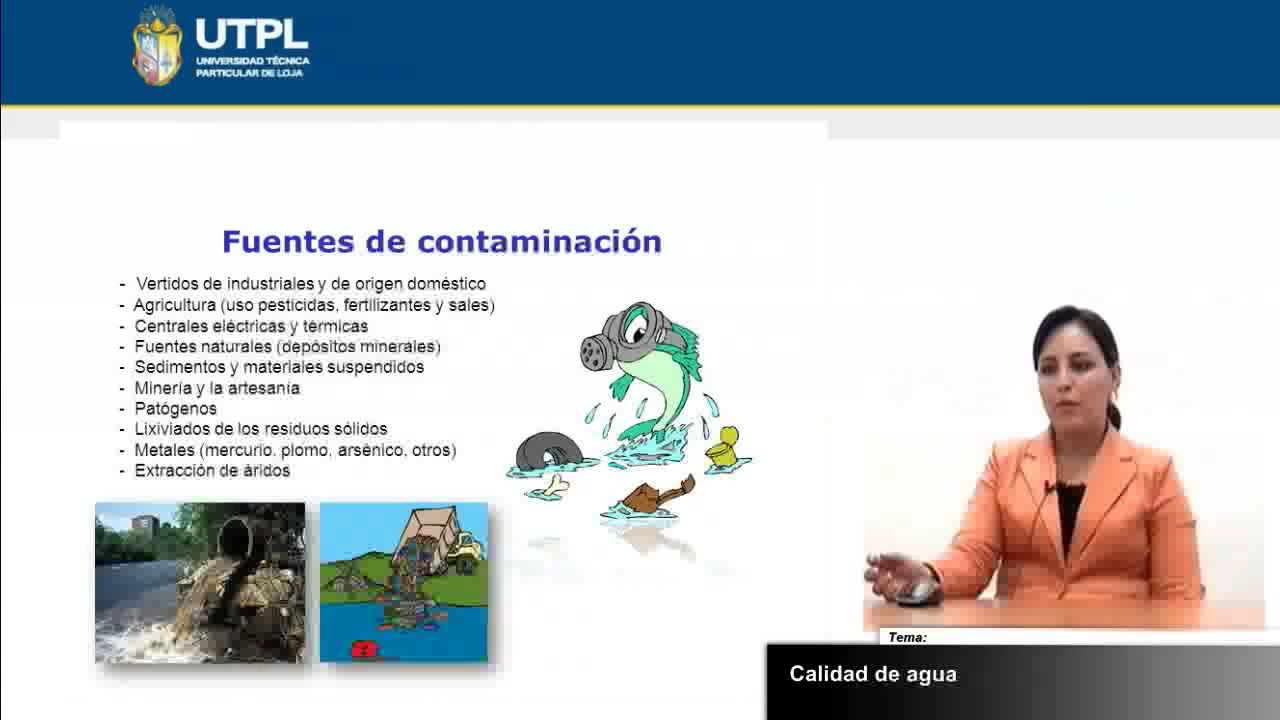 UTPL
UNIVERSIDAD TÉCNICA
PARTICULAR DE LOJA
Fuentes de contaminación
- Vertidos de industriales y de origen doméstico
- Agricultura (uso pesticidas, fertilizantes y sales)
- Centrales eléctricas y térmicas
- Fuentes naturales (depósitos minerales)
- Sedimentos y materiales suspendidos
- Minería y la artesanía
- Patógenos
- Lixiviados de los residuos sólidos
- Metales (mercurio, plomo, arsènico, otros)
- Extracción de áridos
Tema:
Calidad de agua